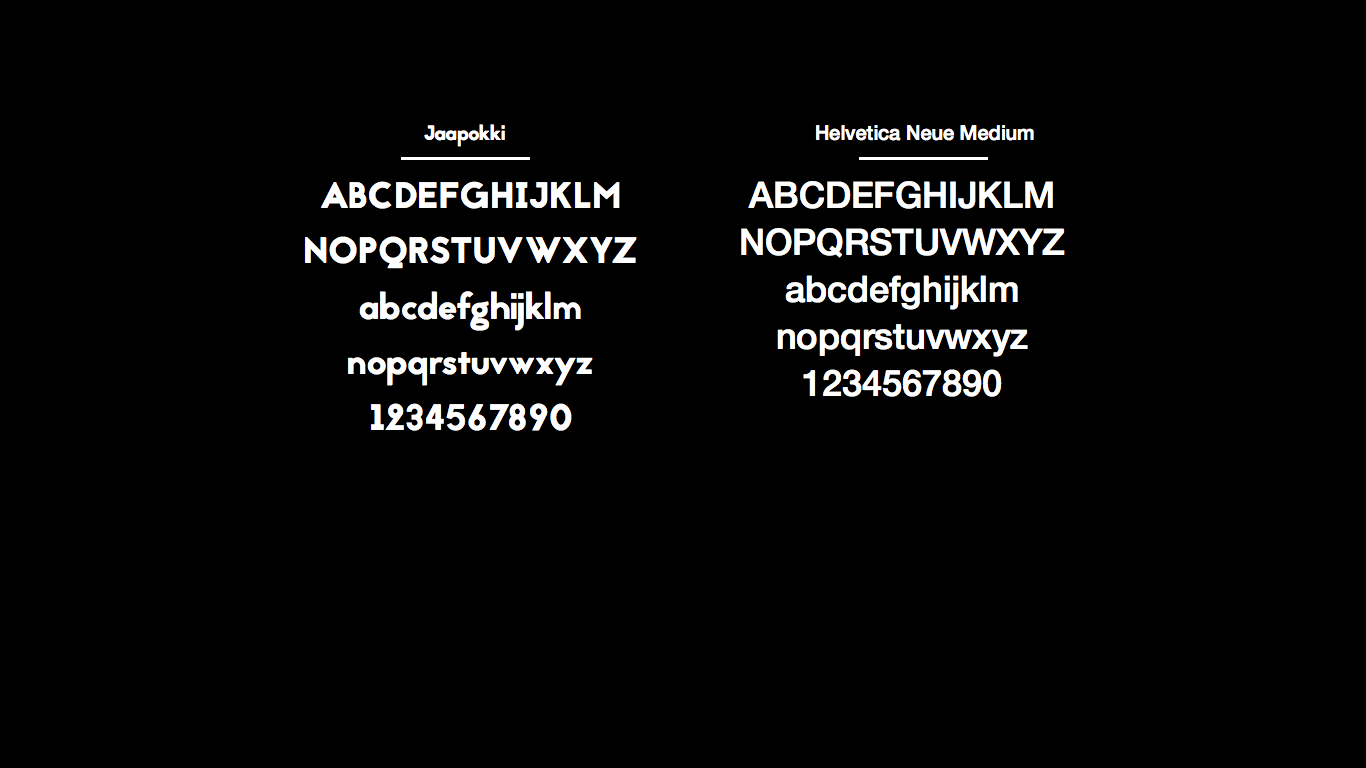 Jaapokki
ABCDEFGHIJKLM
NOPQRSTUVWXYZ
abcdefghijklm
nopqrstuvwxyz
1234567890
Helvetica Neue Medium
ABCDEFGHIJKLM
NOPQRSTUVWXYZ
abcdefghijklm
nopqrstuvwxyz
1234567890